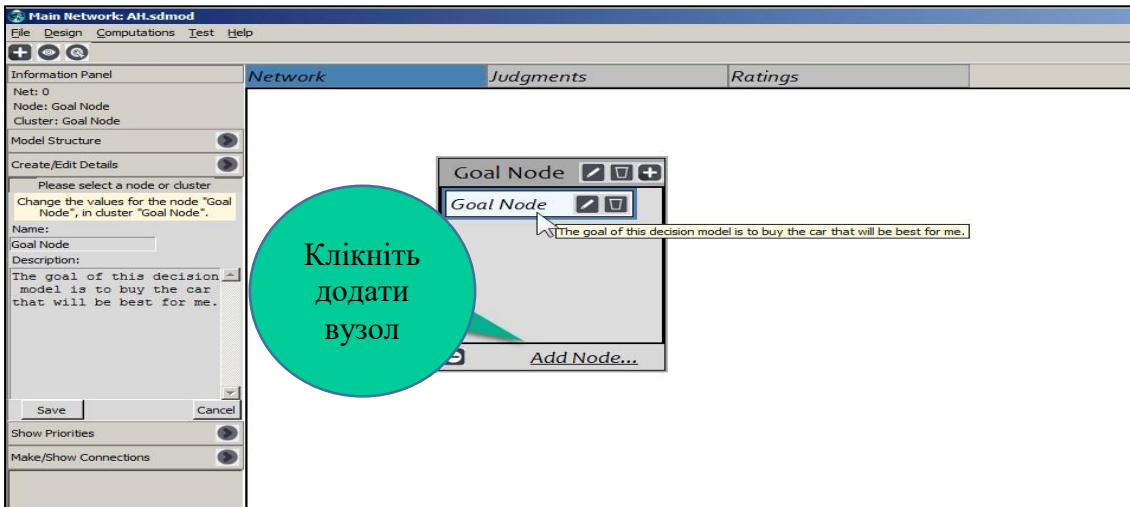 Main Network: AH.sdmod
File Design Computations Test Help
Information Panel
Network Judgments Ratings
Net: 0
Node: Goal Node
Cluster: Goal Node
Model Structure
Create/Edit Details
Please select a node or cluster
Change the values for the node "Goal
Node", in cluster "Goal Node".
Name:
Goal Node
Description:
The goal of this decision
model is to buy the car
that will be best for me.
Save Cancel
Show Priorities
Make/Show Connections
Goal Node
Goal Node
The goal of this decision model is to buy the car that will be best for me.
Клікніть
додати
вузол
Add Node...